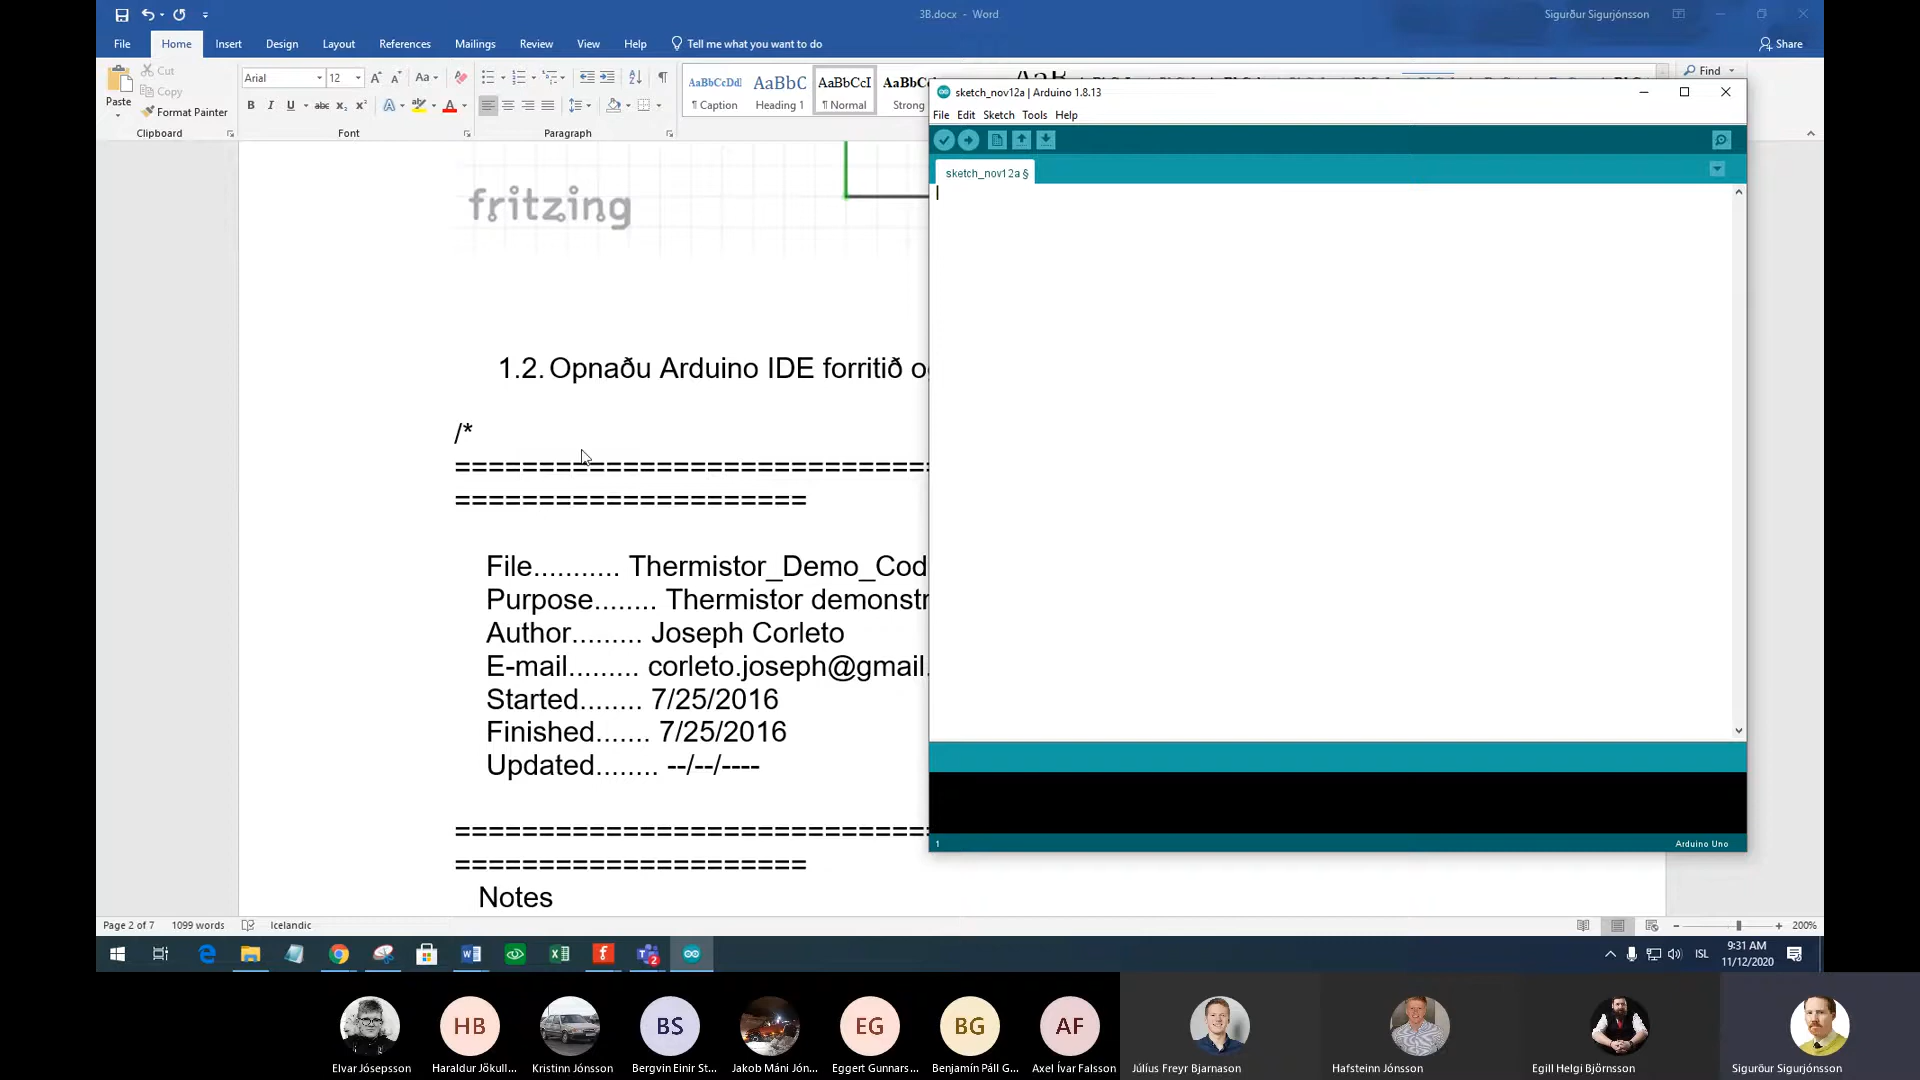 3B.docx - Word
Sigurður Sigurjónsson
File Home Insert Design Layout References Mailings Review View Help Tell me what you want to do
Share
Paste
Cut
Copy
Format Painter
Clipboard
Arial 12
Font
Paragraph
AaBbCcDdI AaBbC AaBbCcI AaBbCc
¶ Caption Heading 1 ¶ Normal Strong
Find
fritzing
1.2. Opnaðu Arduino IDE forritið
/*
============================
=====================
File........... Thermistor_Demo_Cod
Purpose........ Thermistor demonstr
Author......... Joseph Corleto
E-mail......... corleto.joseph@gmail.
Started........ 7/25/2016
Finished....... 7/25/2016
Updated........ --/--/----
============================
=====================
Notes
sketch_nov12a | Arduino 1.8.13
File Edit Sketch Tools Help
sketch_nov12a §
1
Arduino Uno
Page 2 of 7 1099 words Icelandic
200%
2
ISL
9:31 AM
11/12/2020
HB BS EG BG AF
Elvar Jósepsson
Haraldur Jökull...
Kristinn Jónsson
Bergvin Einir St...
Jakob Máni Jón...
Eggert Gunnars...
Benjamín Páll G...
Axel Ívar Falsson
Júlíus Freyr Bjarnason
Hafsteinn Jónsson
Egill Helgi Björnsson
Sigurður Sigurjónsson